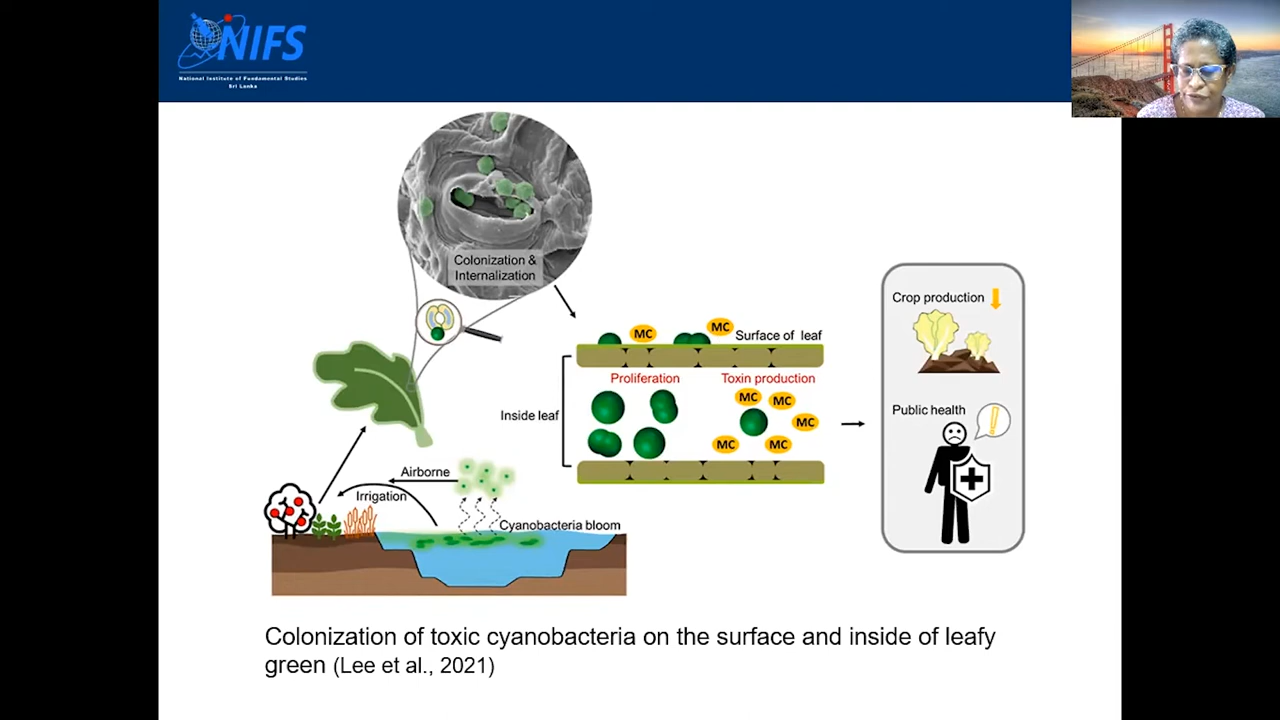 NIFS
National Institute of Fundamental Studies
Sri Lanka
Colonization &
Internalization
MC
MC
Surface of leaf
Proliferation
Toxin production
MC
MC
MC
MC
MC
Inside leaf
Crop production
Public health
Airborne
Irrigation
Cyanobacteria bloom
Colonization of toxic cyanobacteria on the surface and inside of leafy
green (Lee et al., 2021)